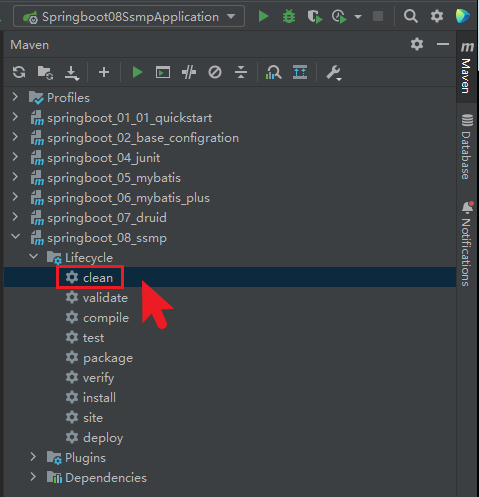 Springboot08SsmpApplication
Maven
Profiles
springboot_01_01_quickstart
springboot_02_base_configration
springboot_04_junit
springboot_05_mybatis
springboot_06_mybatis_plus
springboot_07_druid
springboot_08_ssmp
Lifecycle
clean
validate
compile
test
package
verify
install
site
deploy
Plugins
Dependencies
Maven
Database
Notifications